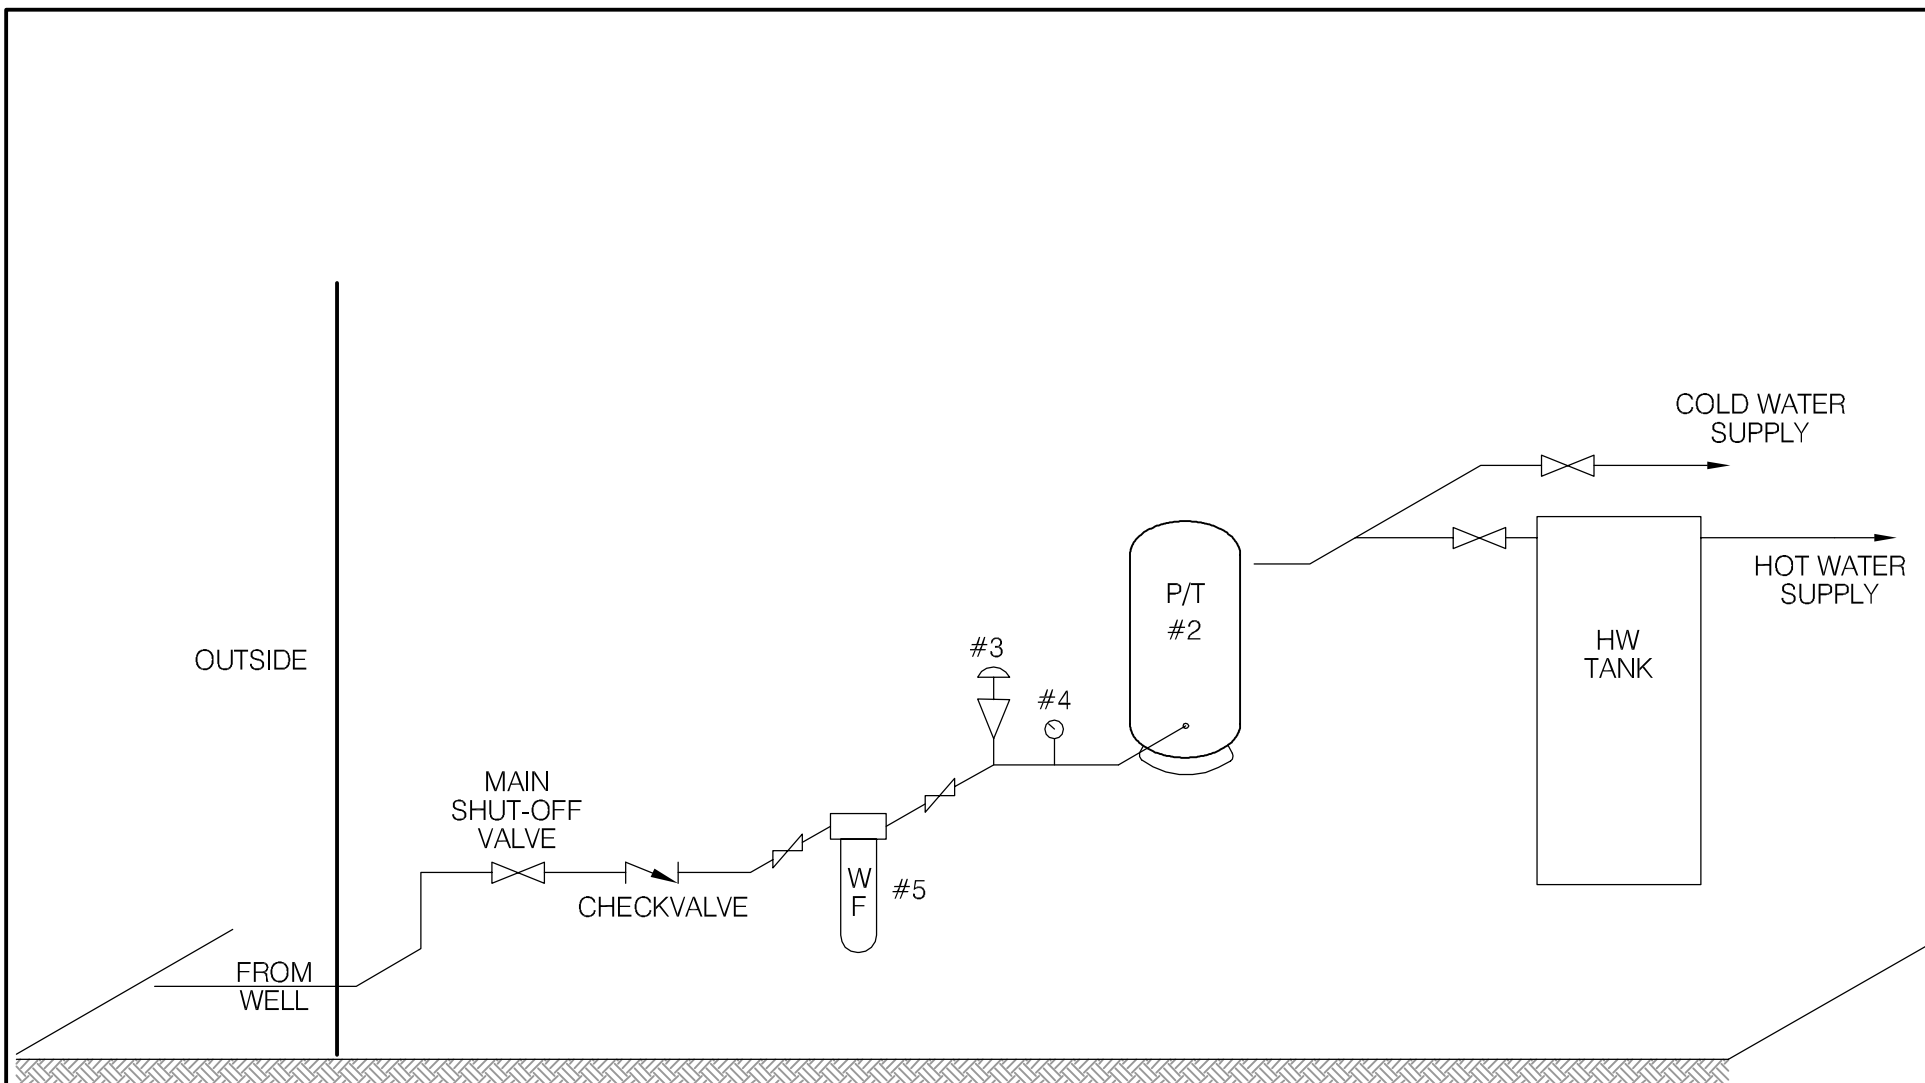 COLD WATER
SUPPLY
HOT WATER
SUPPLY
P/T
#2
HW
TANK
OUTSIDE
#3
#4
MAIN
SHUT-OFF
VALVE
W
F
#5
CHECKVALVE
FROM
WELL